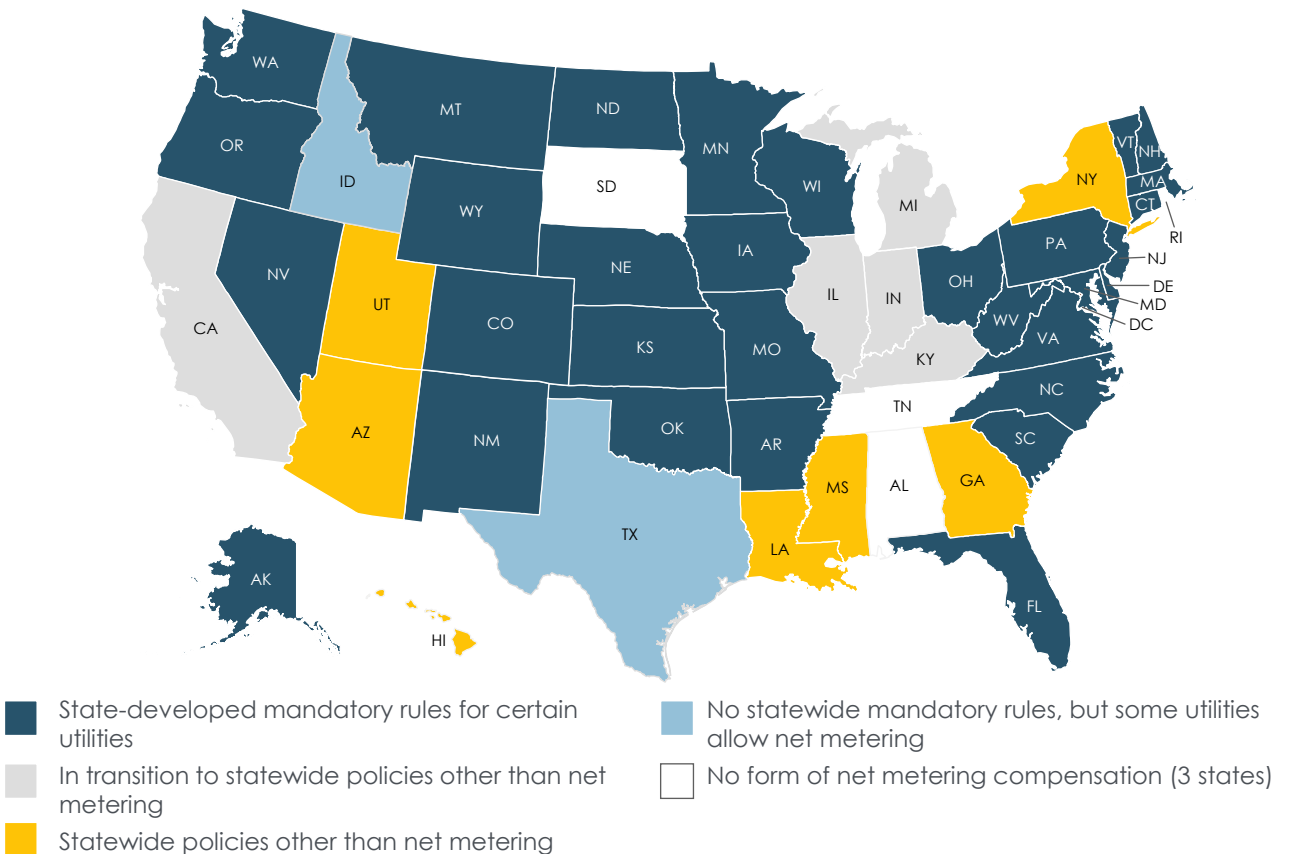 WA
MT
ND
MN
OR
ID
SD
WI
WY
MI
NY
VT
NH
MA
CT
RI
IA
NE
PA
NJ
NV
UT
CO
IL
IN
OH
DE
MD
DC
CA
KS
MO
KY
WV
VA
AZ
NM
OK
AR
TN
NC
SC
TX
LA
MS
AL
GA
AK
HI
FL
State-developed mandatory rules for certain
utilities
In transition to statewide policies other than net
metering
Statewide policies other than net metering
No statewide mandatory rules, but some utilities
allow net metering
No form of net metering compensation (3 states)